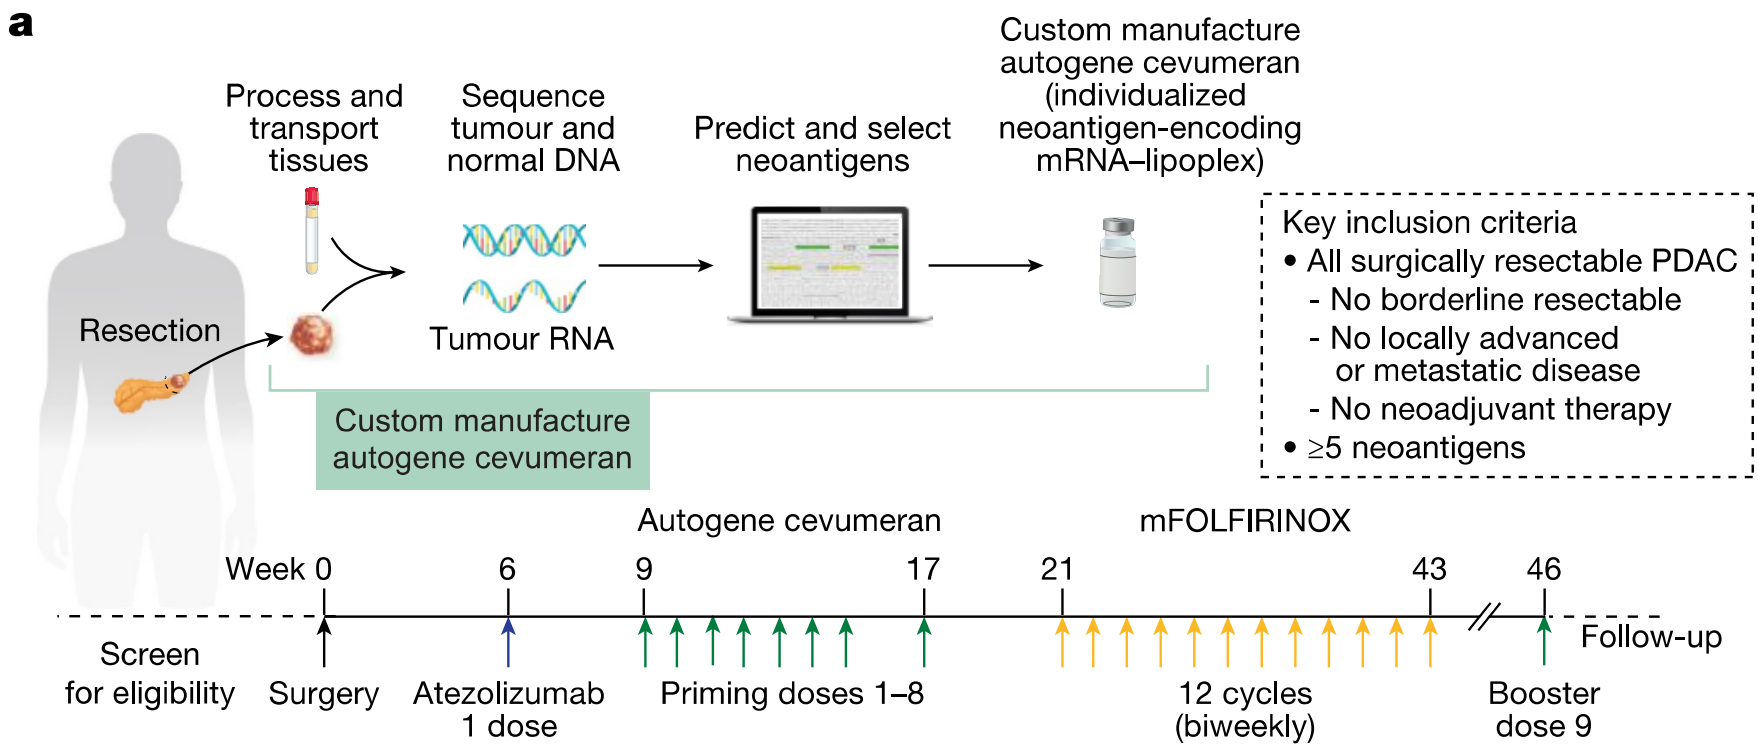 a
Process and
transport
tissues
Sequence
tumour and
normal DNA
Predict and select
neoantigens
Custom manufacture
autogene cevumeran
(individualized
neoantigen-encoding
mRNA–lipoplex)
Resection
Tumour RNA
Custom manufacture
autogene cevumeran
Key inclusion criteria
• All surgically resectable PDAC
- No borderline resectable
- No locally advanced
or metastatic disease
- No neoadjuvant therapy
• ≥5 neoantigens
Autogene cevumeran
mFOLFIRINOX
Week 0 6 9 17 21 43 46
Screen
for eligibility
Surgery
Atezolizumab
1 dose
Priming doses 1–8
12 cycles
(biweekly)
Booster
dose 9
Follow-up